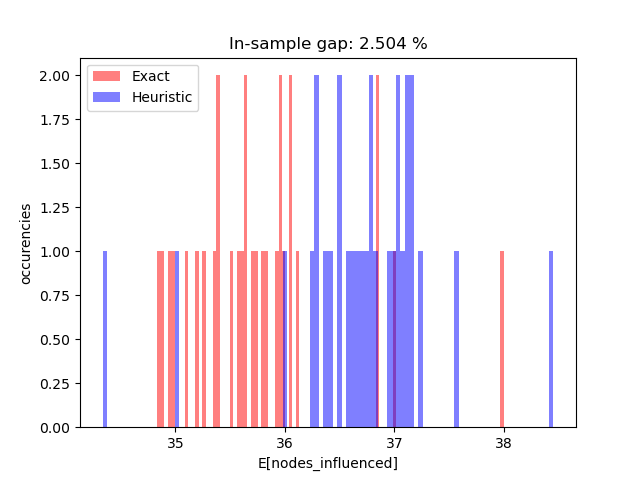 In-sample gap: 2.504 %
Exact
Heuristic
2.00
1.75
1.50
1.25
1.00
0.75
0.50
0.25
0.00
occurencies
35
36
37
38
E[nodes_influenced]